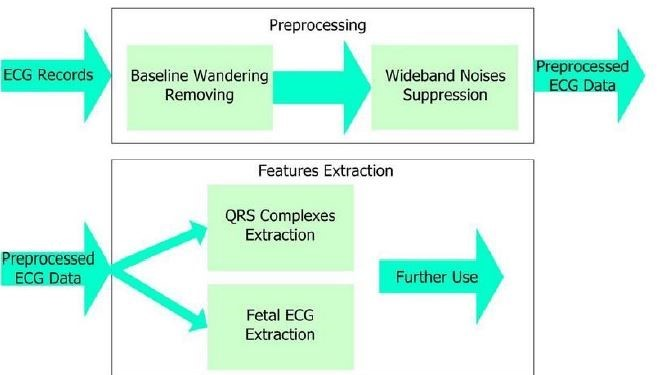 Preprocessing
ECG Records
Baseline Wandering
Removing
Wideband Noises
Suppression
Preprocessed
ECG Data
Features Extraction
Preprocessed
ECG Data
QRS Complexes
Extraction
Fetal ECG
Extraction
Further Use